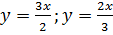 y = 3x/2 ; y = 2x/3